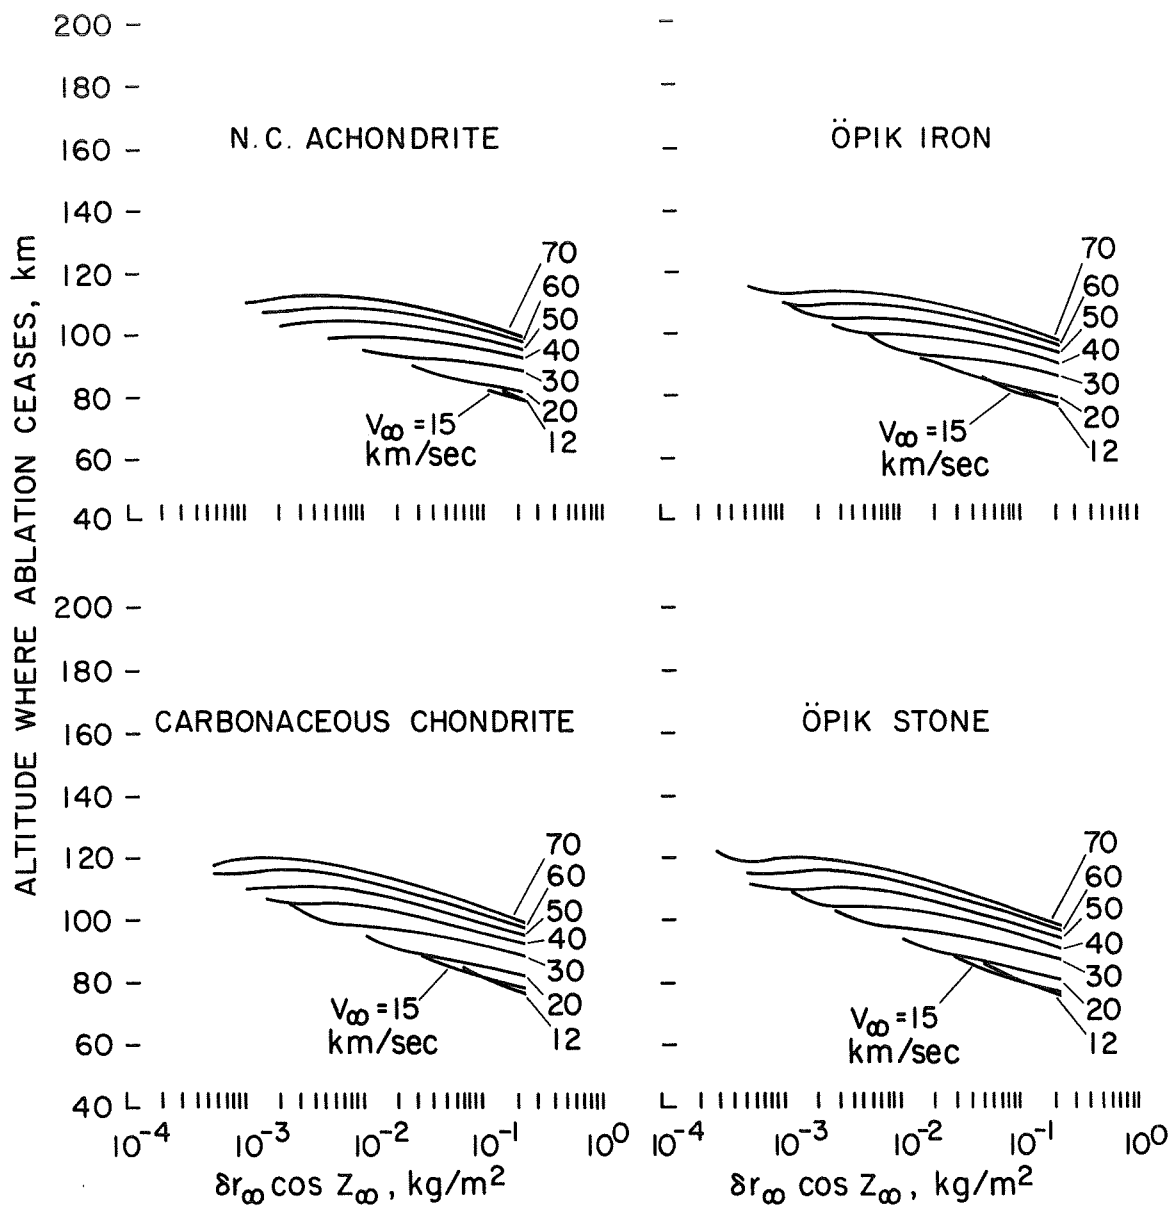 ALTITUDE WHERE ABLATION CEASES, km
200
180
160
140
120
100
80
60
40
N.C. ACHONDRITE
70
60
50
40
30
20
12
V∞ = 15
km/sec
ÖPIK IRON
70
60
50
40
30
20
12
V∞ = 15
km/sec
200
180
160
140
120
100
80
60
40
CARBONACEOUS CHONDRITE
70
60
50
40
30
20
12
V∞ = 15
km/sec
10⁻⁴ 10⁻³ 10⁻² 10⁻¹ 10⁰
δr∞ cos Z∞, kg/m²
ÖPIK STONE
70
60
50
40
30
20
12
V∞ = 15
km/sec
10⁻⁴ 10⁻³ 10⁻² 10⁻¹ 10⁰
δr∞ cos Z∞, kg/m²